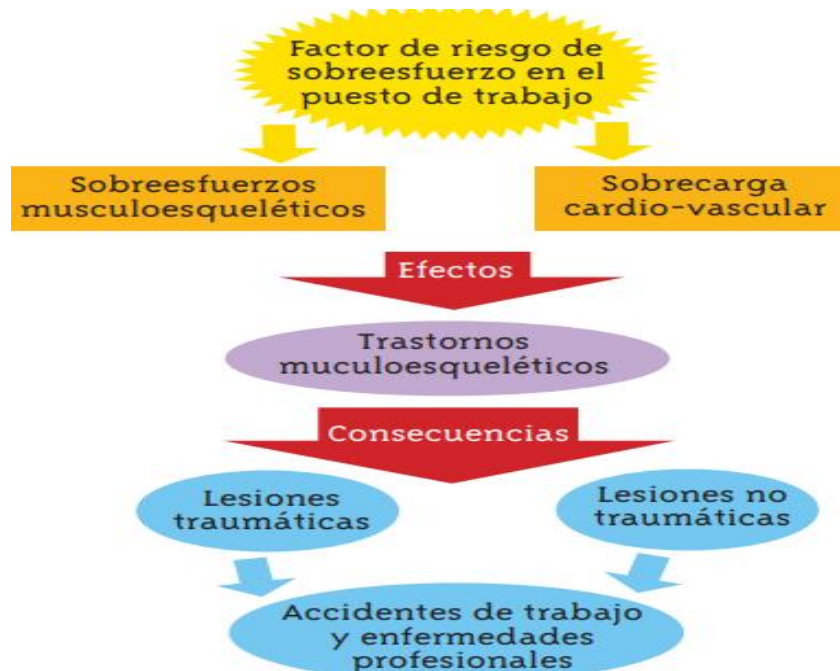 Factor de riesgo de
sobreesfuerzo en el
puesto de trabajo
Sobreesfuerzos
musculoesqueléticos
Sobrecarga
cardio-vascular
Efectos
Trastornos
muculoesqueléticos
Consecuencias
Lesiones
traumáticas
Lesiones no
traumáticas
Accidentes de trabajo
y enfermedades
profesionales